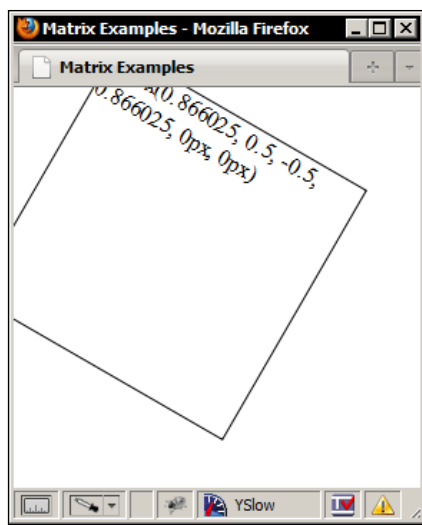 Matrix Examples - Mozilla Firefox
Matrix Examples
(0.866025, 0.5, -0.5,
0.866025, 0px, 0px)
YSlow